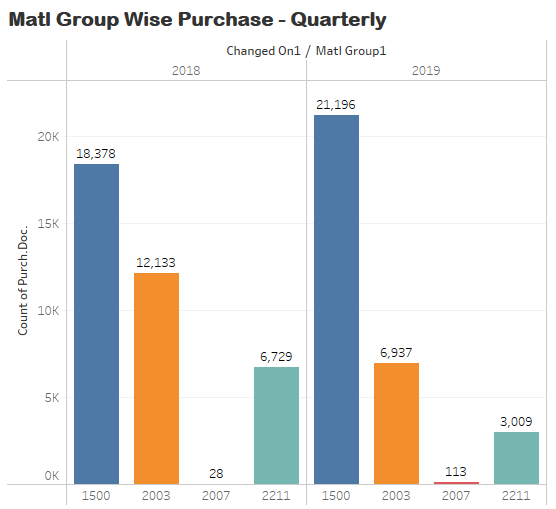 Matl Group Wise Purchase - Quarterly
Changed On1 / Matl Group1
2018 2019
21,196
20K
18,378
15K
12,133
Count of Purch.Doc.
10K
6,729 6,937
5K
3,009
28 113
0K
1500 2003 2007 2211 1500 2003 2007 2211